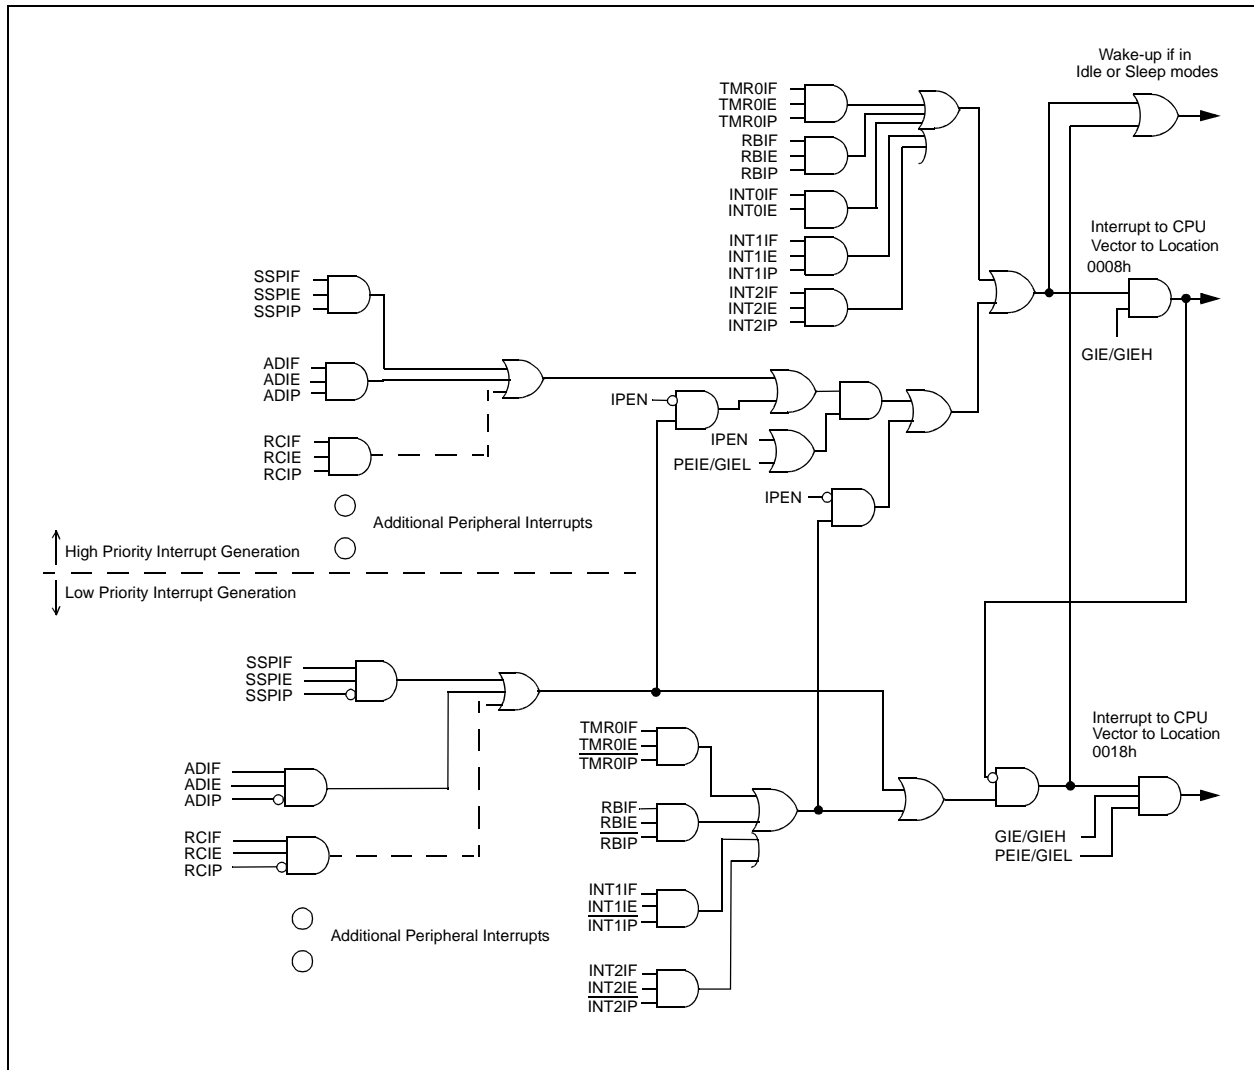 Wake-up if in
Idle or Sleep modes
TMR0IF
TMR0IE
TMR0IP
RBIF
RBIE
RBIP
INT0IF
INT0IE
INT1IF
INT1IE
INT1IP
INT2IF
INT2IE
INT2IP
Interrupt to CPU
Vector to Location
0008h
GIE/GIEH
SSPIF
SSPIE
SSPIP
ADIF
ADIE
ADIP
RCIF
RCIE
RCIP
IPEN
IPEN
PEIE/GIEL
IPEN
Additional Peripheral Interrupts
High Priority Interrupt Generation
Low Priority Interrupt Generation
SSPIF
SSPIE
SSPIP
ADIF
ADIE
ADIP
RCIF
RCIE
RCIP
Additional Peripheral Interrupts
TMR0IF
TMR0IE
TMR0IP
RBIF
RBIE
RBIP
INT1IF
INT1IE
INT1IP
INT2IF
INT2IE
INT2IP
Interrupt to CPU
Vector to Location
0018h
GIE/GIEH
PEIE/GIEL